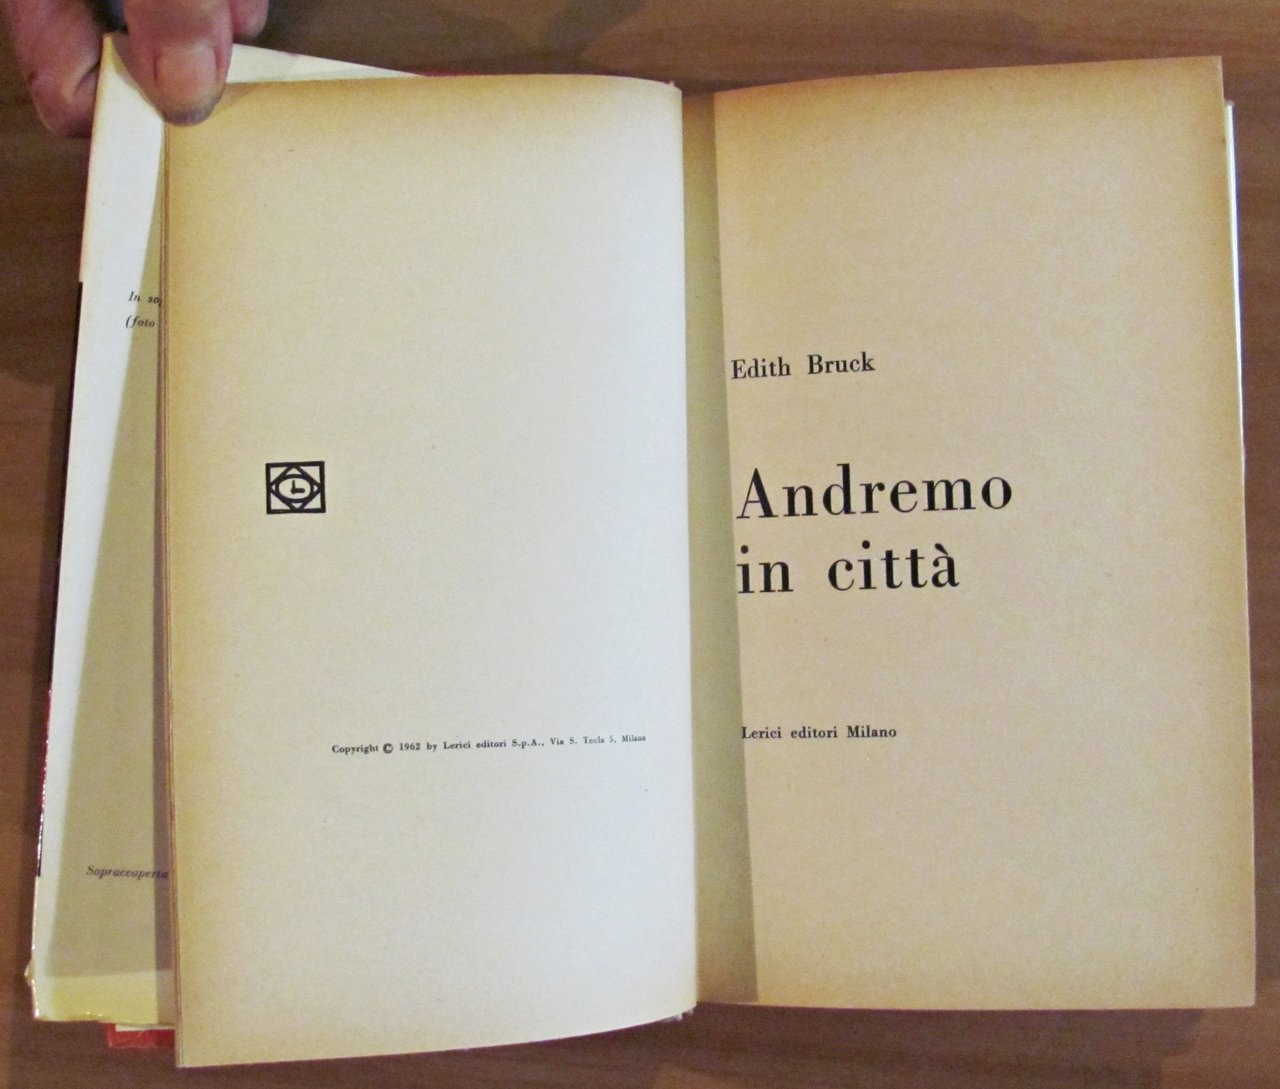 In
(foto
Sopraccoperta
Copyright © 1962 by Lerici editori S.p.A., Via S. Tecla 5, Milano
Edith Bruck
Andremo
in città
Lerici editori Milano